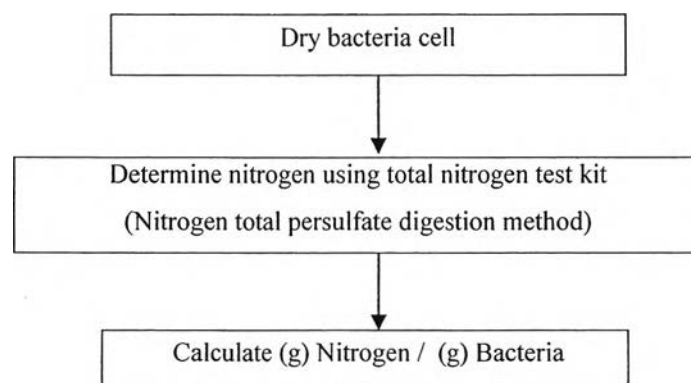 Dry bacteria cell
Determine nitrogen using total nitrogen test kit
(Nitrogen total persulfate digestion method)
Calculate (g) Nitrogen / (g) Bacteria